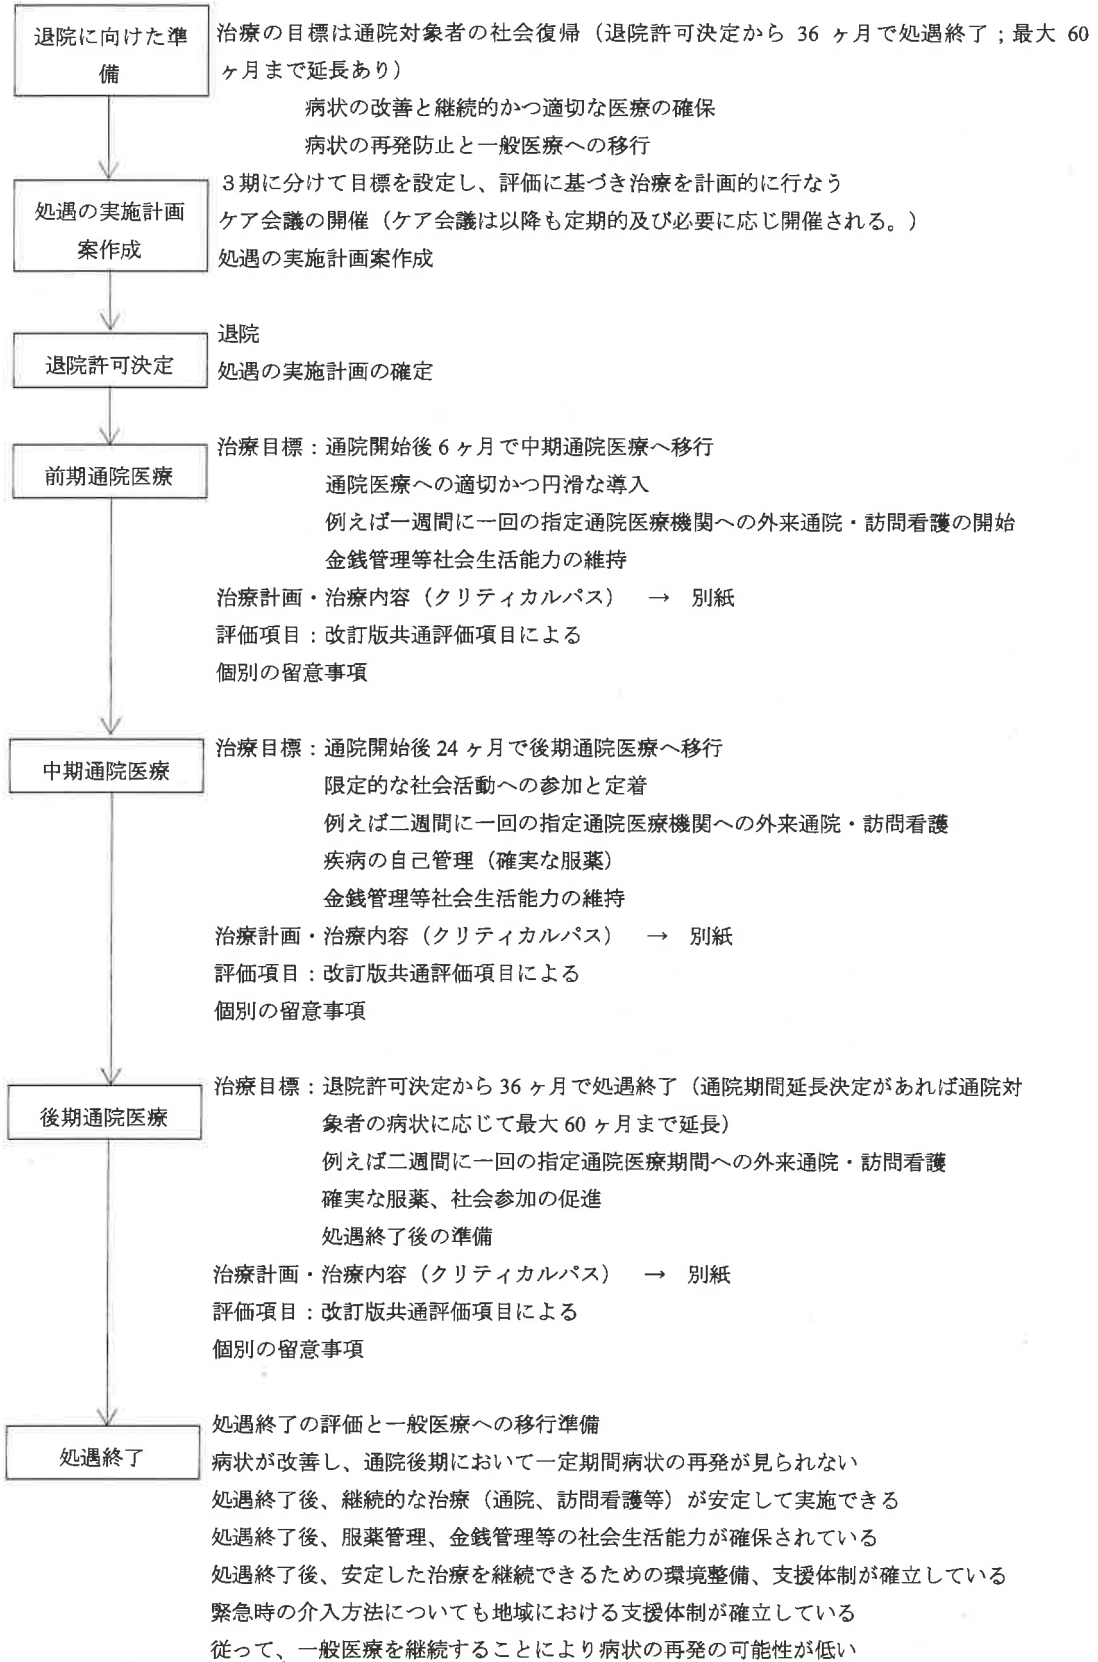 退院に向けた準
備
治療の目標は通院対象者の社会復帰（退院許可決定から 36 ヶ月で処遇終了；最大 60
ヶ月まで延長あり）
病状の改善と継続的かつ適切な医療の確保
病状の再発防止と一般医療への移行
処遇の実施計画
案作成
３期に分けて目標を設定し、評価に基づき治療を計画的に行なう
ケア会議の開催（ケア会議は以降も定期的及び必要に応じ開催される。）
処遇の実施計画案作成
退院許可決定
退院
処遇の実施計画の確定
前期通院医療
治療目標：通院開始後 6 ヶ月で中期通院医療へ移行
通院医療への適切かつ円滑な導入
例えば一週間に一回の指定通院医療機関への外来通院・訪問看護の開始
金銭管理等社会生活能力の維持
治療計画・治療内容（クリティカルパス） → 別紙
評価項目：改訂版共通評価項目による
個別の留意事項
中期通院医療
治療目標：通院開始後 24 ヶ月で後期通院医療へ移行
限定的な社会活動への参加と定着
例えば二週間に一回の指定通院医療機関への外来通院・訪問看護
疾病の自己管理（確実な服薬）
金銭管理等社会生活能力の維持
治療計画・治療内容（クリティカルパス） → 別紙
評価項目：改訂版共通評価項目による
個別の留意事項
後期通院医療
治療目標：退院許可決定から 36 ヶ月で処遇終了（通院期間延長決定があれば通院対
象者の病状に応じて最大 60 ヶ月まで延長）
例えば二週間に一回の指定通院医療期間への外来通院・訪問看護
確実な服薬、社会参加の促進
処遇終了後の準備
治療計画・治療内容（クリティカルパス） → 別紙
評価項目：改訂版共通評価項目による
個別の留意事項
処遇終了
処遇終了の評価と一般医療への移行準備
病状が改善し、通院後期において一定期間病状の再発が見られない
処遇終了後、継続的な治療（通院、訪問看護等）が安定して実施できる
処遇終了後、服薬管理、金銭管理等の社会生活能力が確保されている
処遇終了後、安定した治療を継続できるための環境整備、支援体制が確立している
緊急時の介入方法についても地域における支援体制が確立している
従って、一般医療を継続することにより病状の再発の可能性が低い